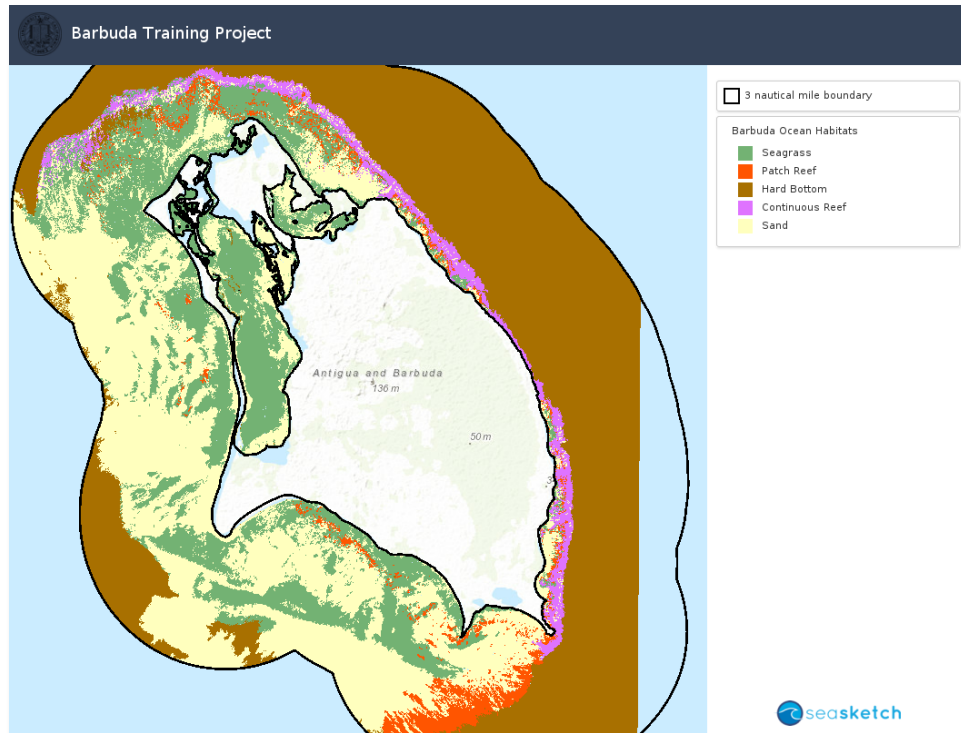 Barbuda Training Project
3 nautical mile boundary
Barbuda Ocean Habitats
Seagrass
Patch Reef
Hard Bottom
Continuous Reef
Sand
Antigua and Barbuda
136 m
50 m
seasketch